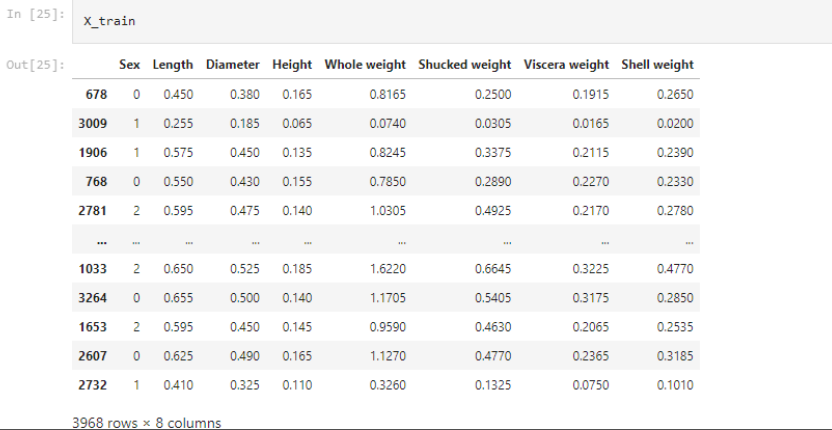 In [25]: X_train
Out[25]:
Sex Length Diameter Height Whole weight Shucked weight Viscera weight Shell weight
678 0 0.450 0.380 0.165 0.8165 0.2500 0.1915 0.2650
3009 1 0.255 0.185 0.065 0.0740 0.0305 0.0165 0.0200
1906 1 0.575 0.450 0.135 0.8245 0.3375 0.2115 0.2390
768 0 0.550 0.430 0.155 0.7850 0.2890 0.2270 0.2330
2781 2 0.595 0.475 0.140 1.0305 0.4925 0.2170 0.2780
... ... ... ... ... ... ... ... ...
1033 2 0.650 0.525 0.185 1.6220 0.6645 0.3225 0.4770
3264 0 0.655 0.500 0.140 1.1705 0.5405 0.3175 0.2850
1653 2 0.595 0.450 0.145 0.9590 0.4630 0.2065 0.2535
2607 0 0.625 0.490 0.165 1.1270 0.4770 0.2365 0.3185
2732 1 0.410 0.325 0.110 0.3260 0.1325 0.0750 0.1010
3968 rows × 8 columns